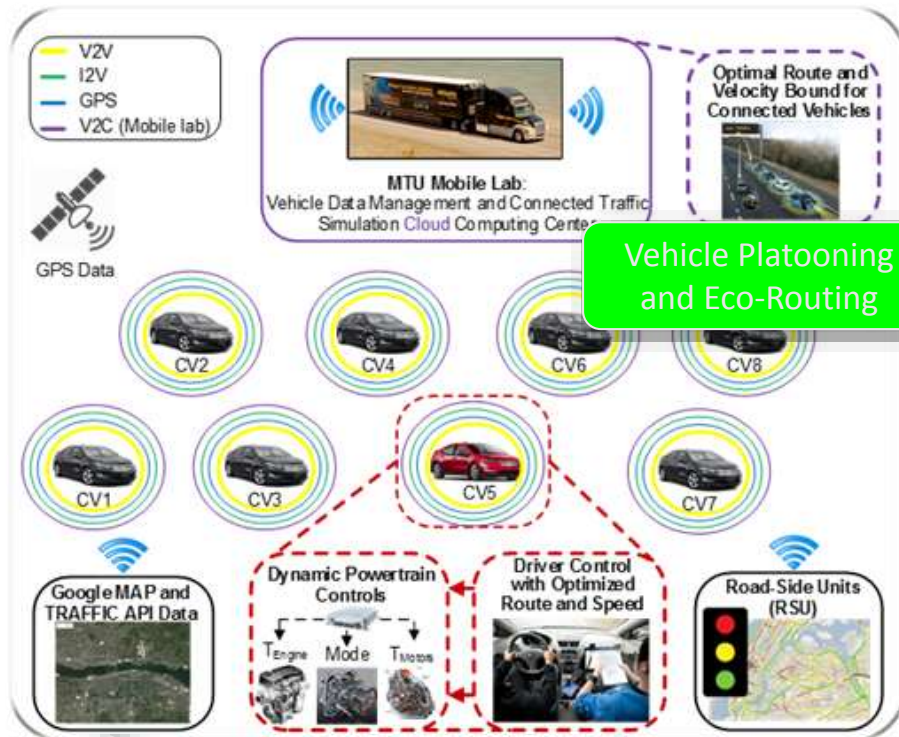 V2V
I2V
GPS
V2C (Mobile lab)
Optimal Route and
Velocity Bound for
Connected Vehicles
MTU Mobile Lab:
Vehicle Data Management and Connected Traffic
Simulation Cloud Computing Center
GPS Data
Vehicle Platooning
and Eco-Routing
CV2
CV4
CV6
CV8
CV1
CV3
CV5
CV7
Google MAP and
TRAFFIC API Data
Dynamic Powertrain
Controls
TEngine
Mode
TMotors
Driver Control
with Optimized
Route and Speed
Road-Side Units
(RSU)